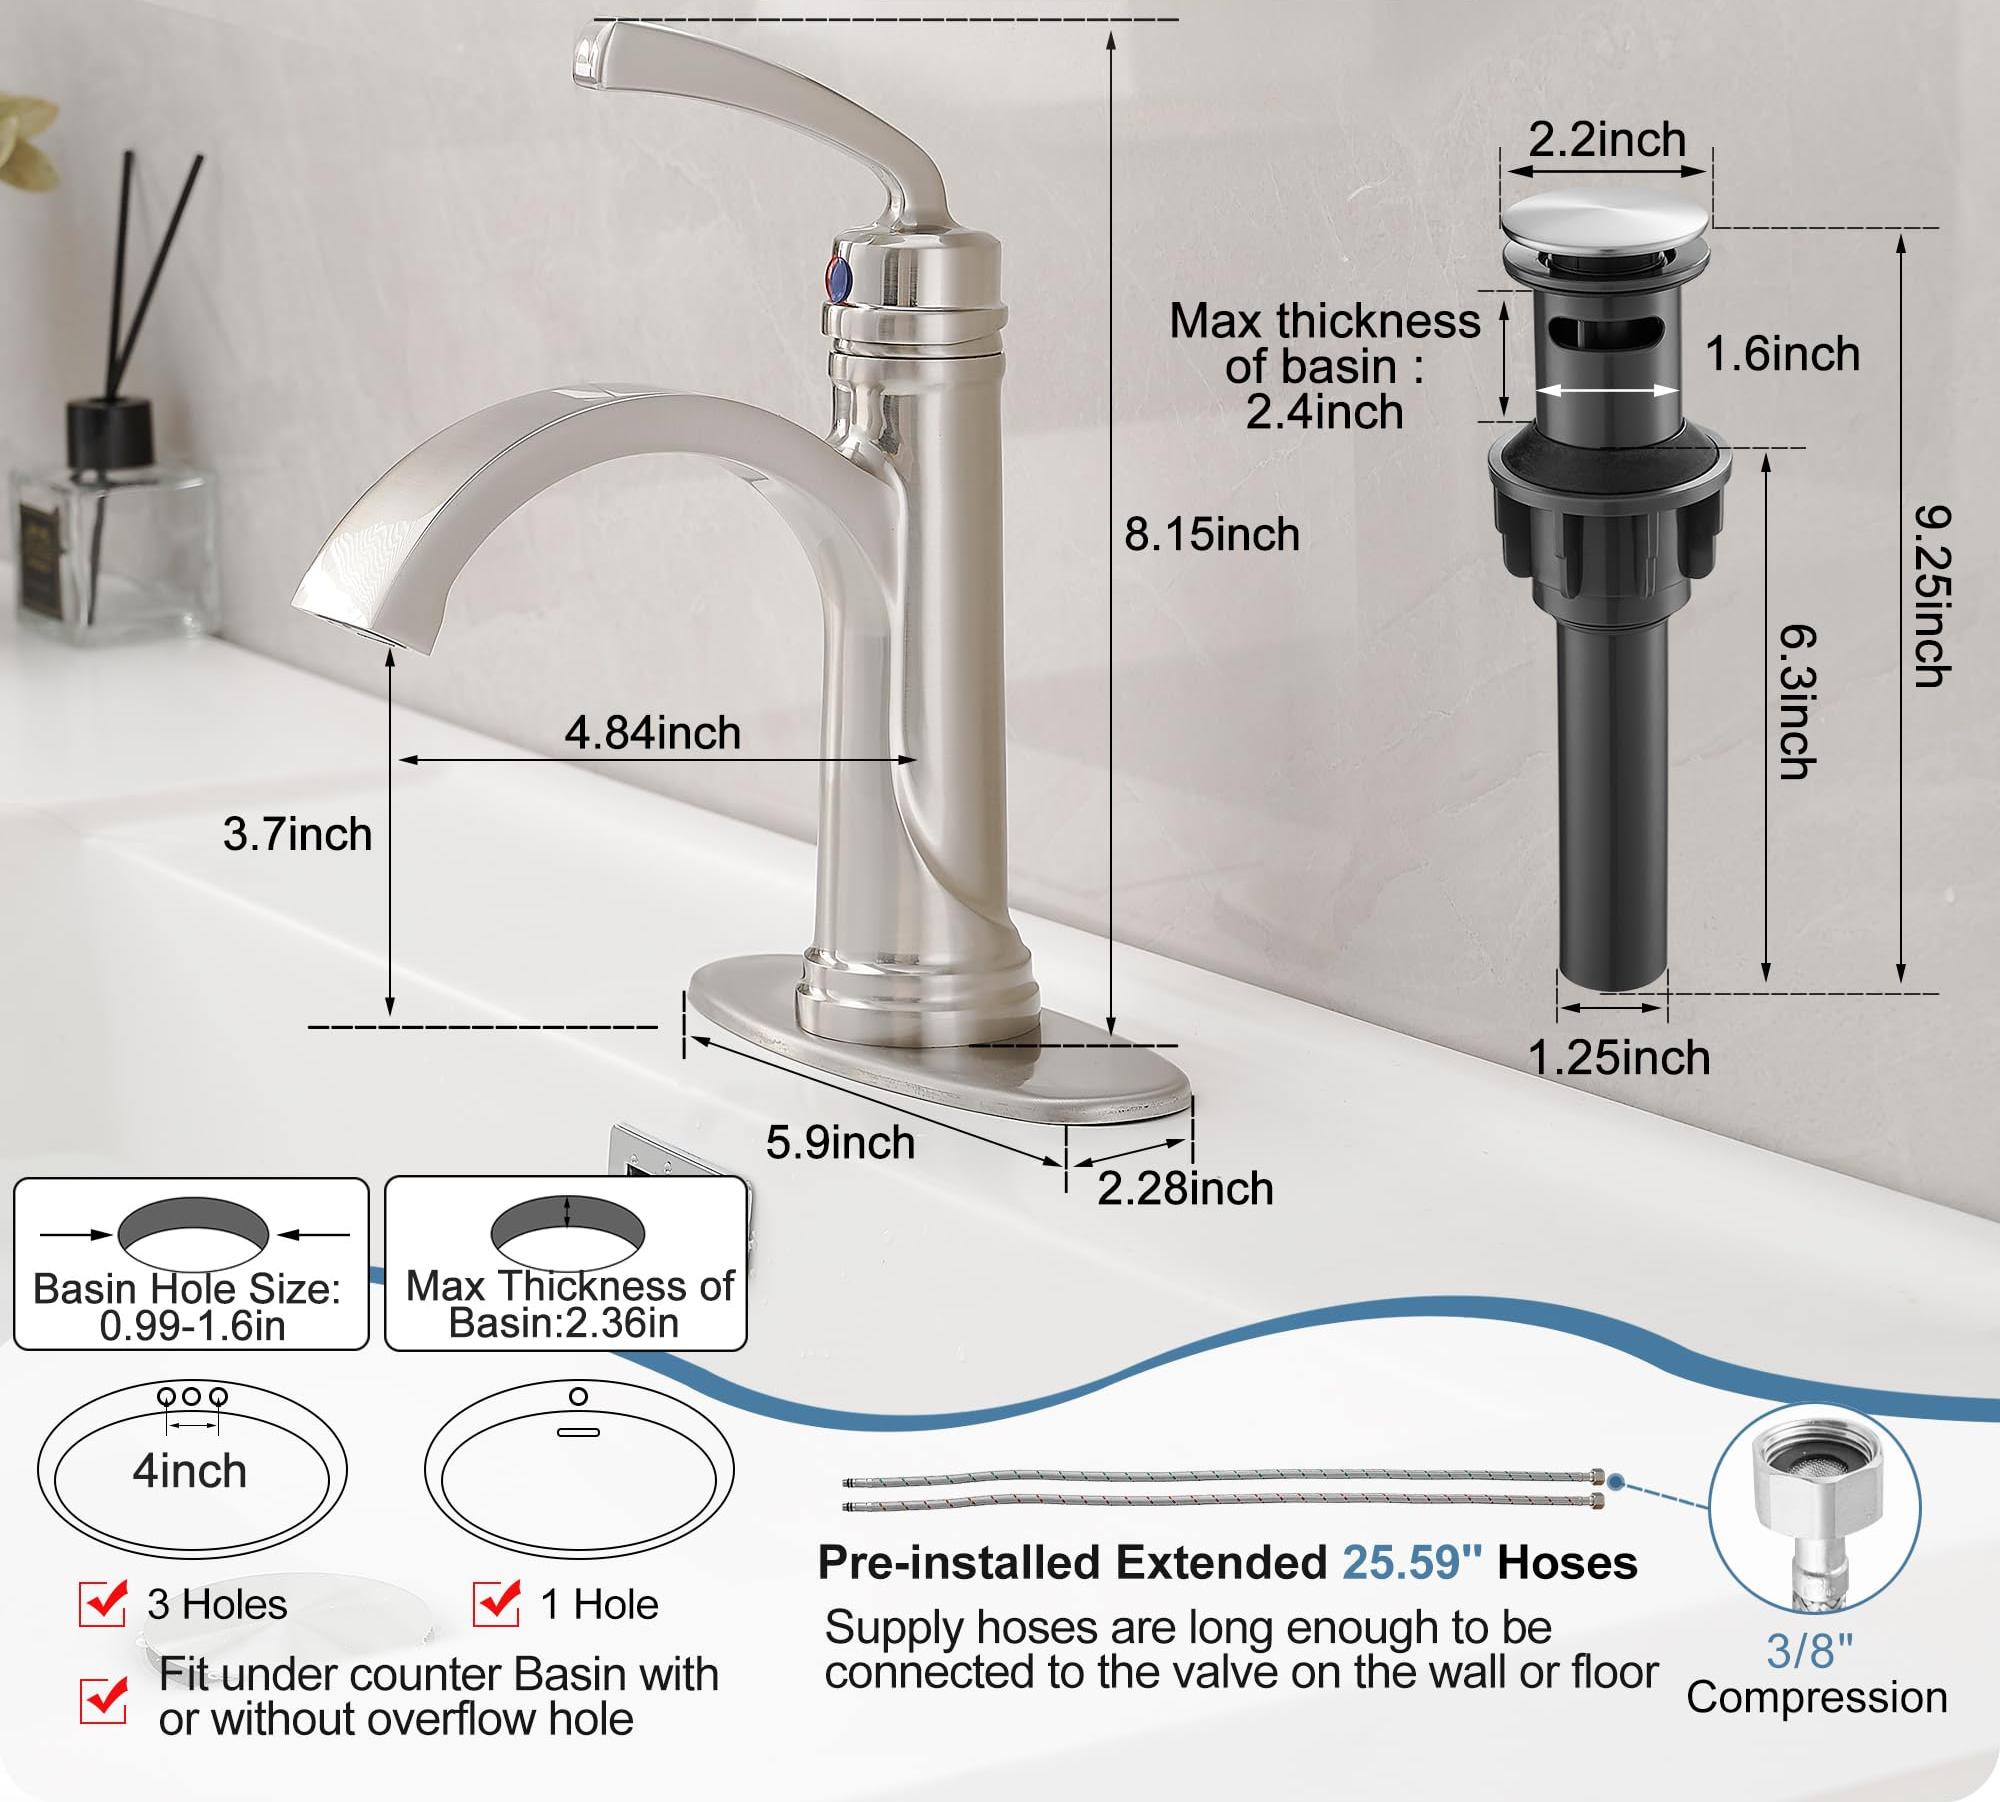 2.2inch
Max thickness
of basin :
2.4inch
1.6inch
8.15inch
9.25inch
6.3inch
4.84inch
3.7inch
1.25inch
5.9inch
2.28inch
Basin Hole Size:
0.99-1.6in
Max Thickness of
Basin:2.36in
4inch
3 Holes
1 Hole
Fit under counter Basin with
or without overflow hole
Pre-installed Extended 25.59" Hoses
Supply hoses are long enough to be
connected to the valve on the wall or floor
3/8"
Compression